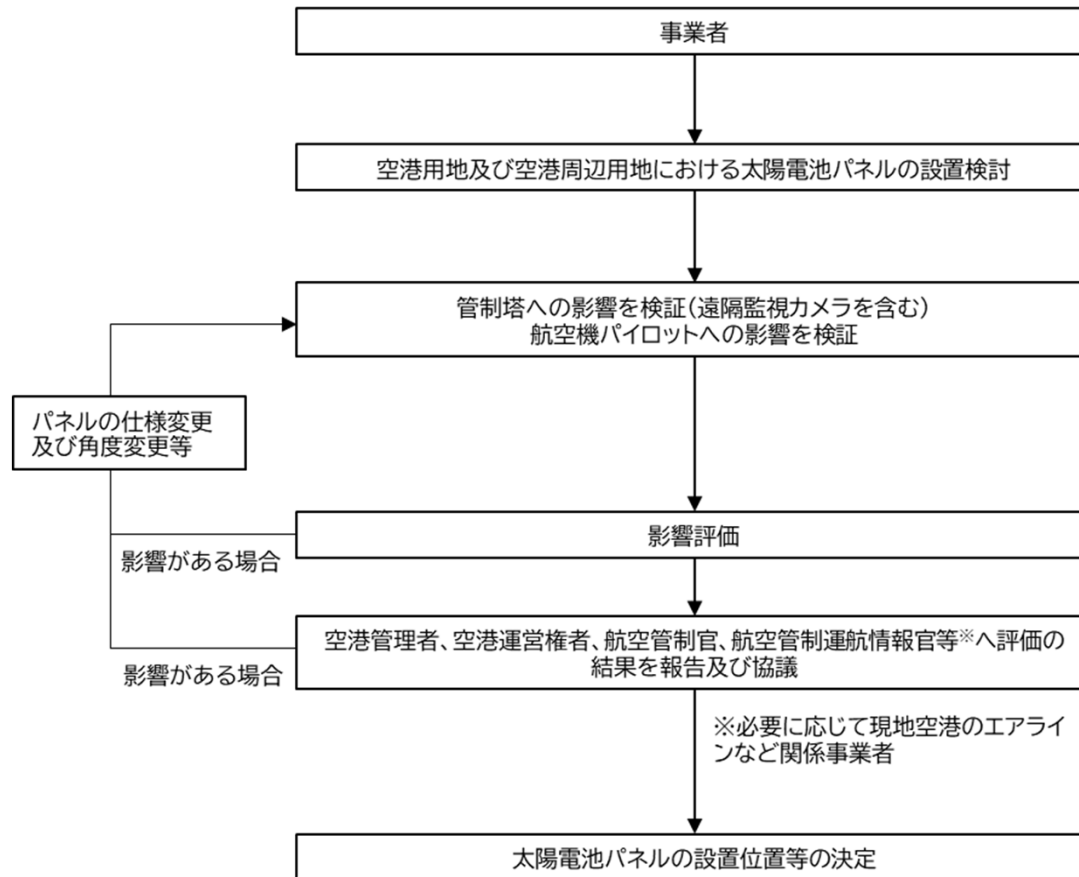 事業者
空港用地及び空港周辺用地における太陽電池パネルの設置検討
管制塔への影響を検証（遠隔監視カメラを含む）
航空機パイロットへの影響を検証
パネルの仕様変更
及び角度変更等
影響評価
影響がある場合
空港管理者、空港運営権者、航空管制官、航空管制運航情報官等※へ評価の
結果を報告及び協議
影響がある場合
※必要に応じて現地空港のエアライ
ンなど関係事業者
太陽電池パネルの設置位置等の決定